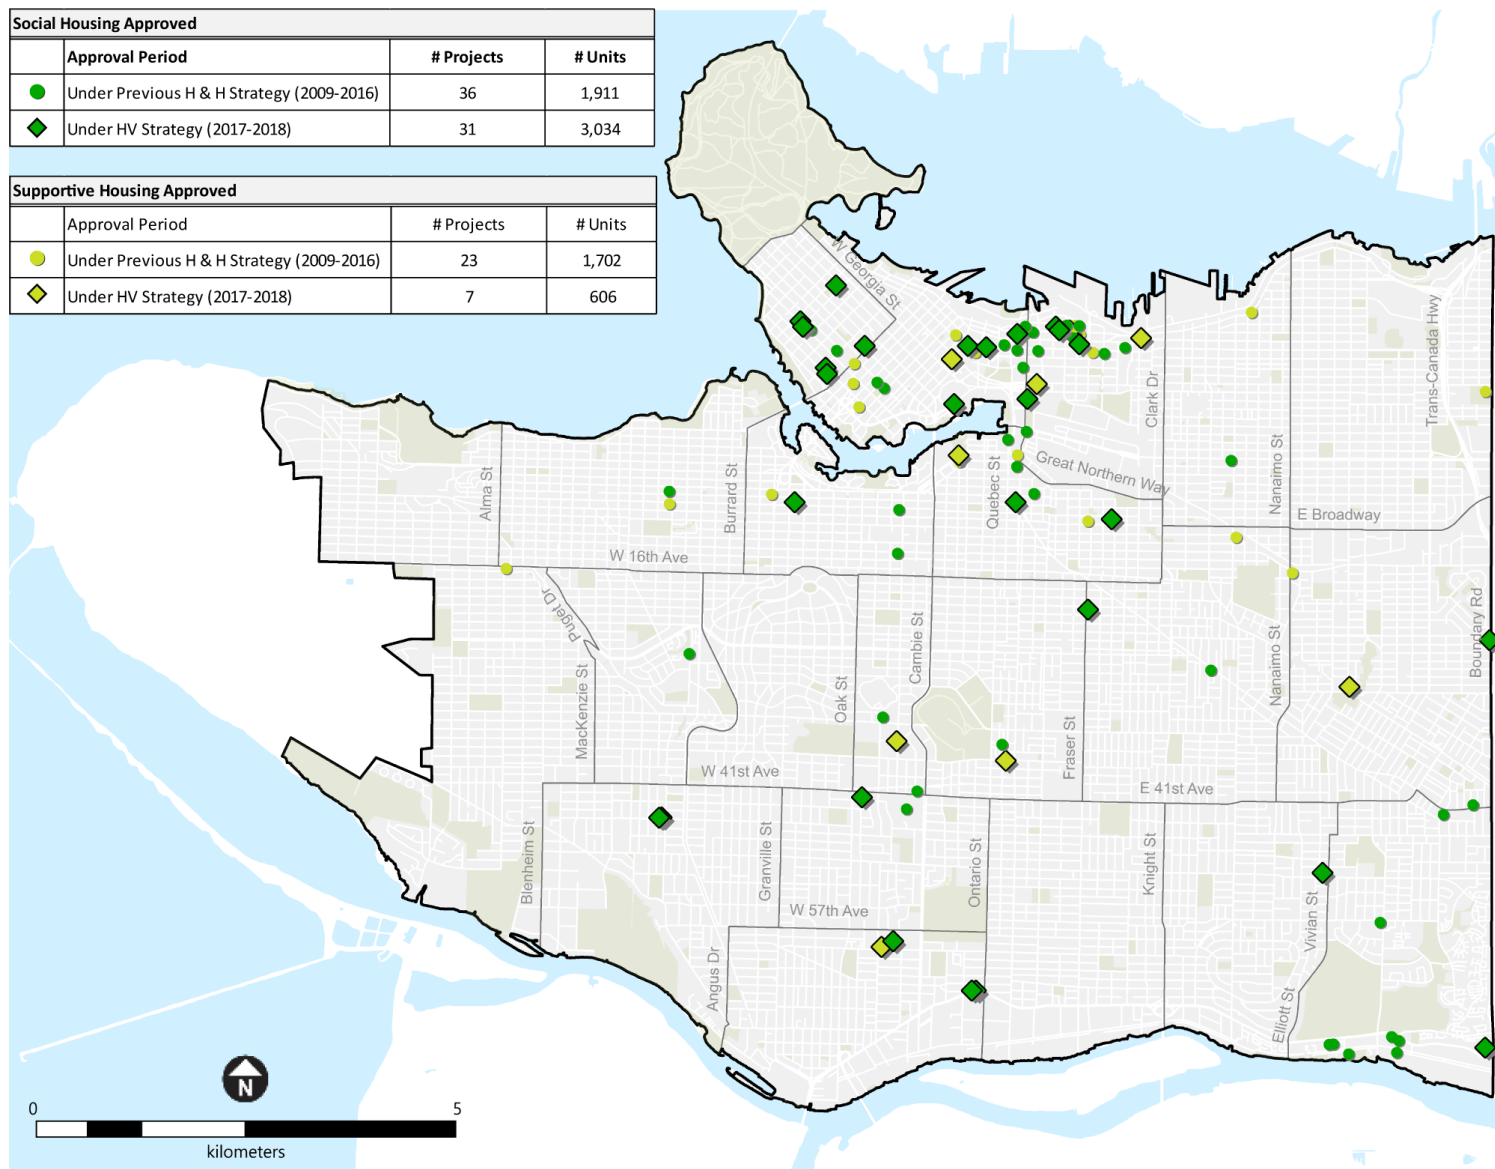 Social Housing Approved
Approval Period # Projects # Units
Under Previous H & H Strategy (2009-2016) 36 1,911
Under HV Strategy (2017-2018) 31 3,034
Supportive Housing Approved
Approval Period # Projects # Units
Under Previous H & H Strategy (2009-2016) 23 1,702
Under HV Strategy (2017-2018) 7 606
W Georgia St
Trans-Canada Hwy
Clark Dr
Nanaimo St
Alma St
Burrard St
Quebec St
Great Northern Way
E Broadway
W 16th Ave
Puget Dr
MacKenzie St
Oak St
Cambie St
Fraser St
Nanaimo St
Boundary Rd
W 41st Ave
E 41st Ave
Blenheim St
Granville St
Ontario St
Knight St
W 57th Ave
Vivian St
Angus Dr
Elliott St
N
0 5
kilometers